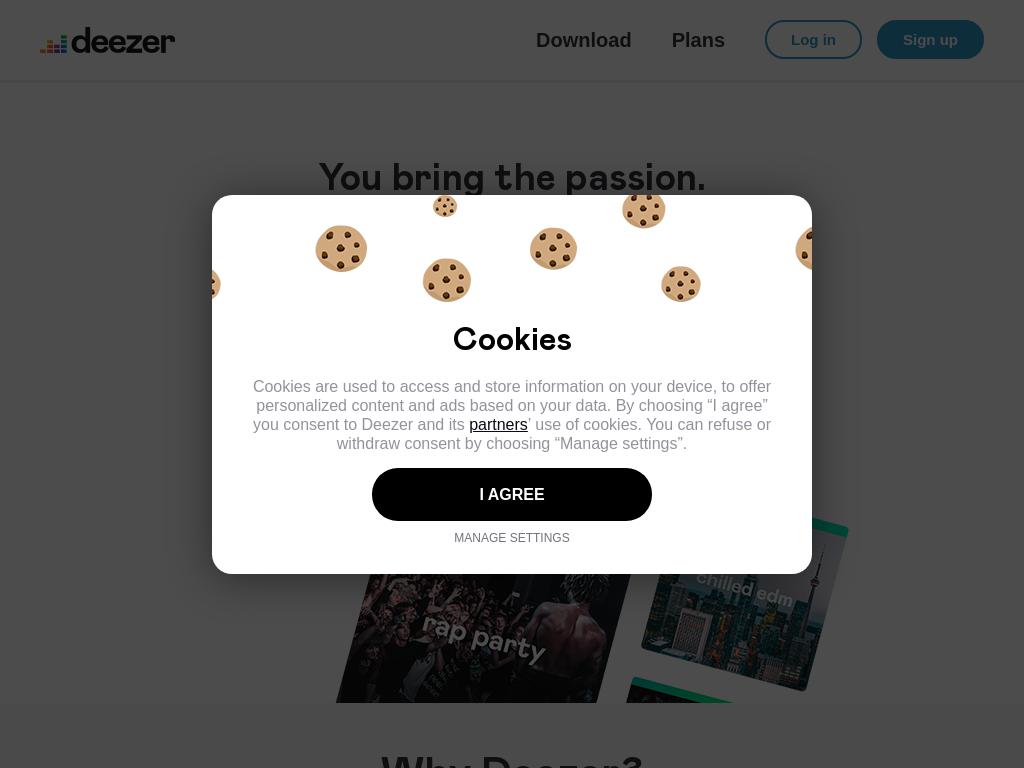 deezer
Download
Plans
Log in
Sign up
You bring the passion.
Cookies
Cookies are used to access and store information on your device, to offer
personalized content and ads based on your data. By choosing “I agree”
you consent to Deezer and its partners’ use of cookies. You can refuse or
withdraw consent by choosing “Manage settings”.
I AGREE
MANAGE SETTINGS
chilled edm
rap party
Why Deezer?